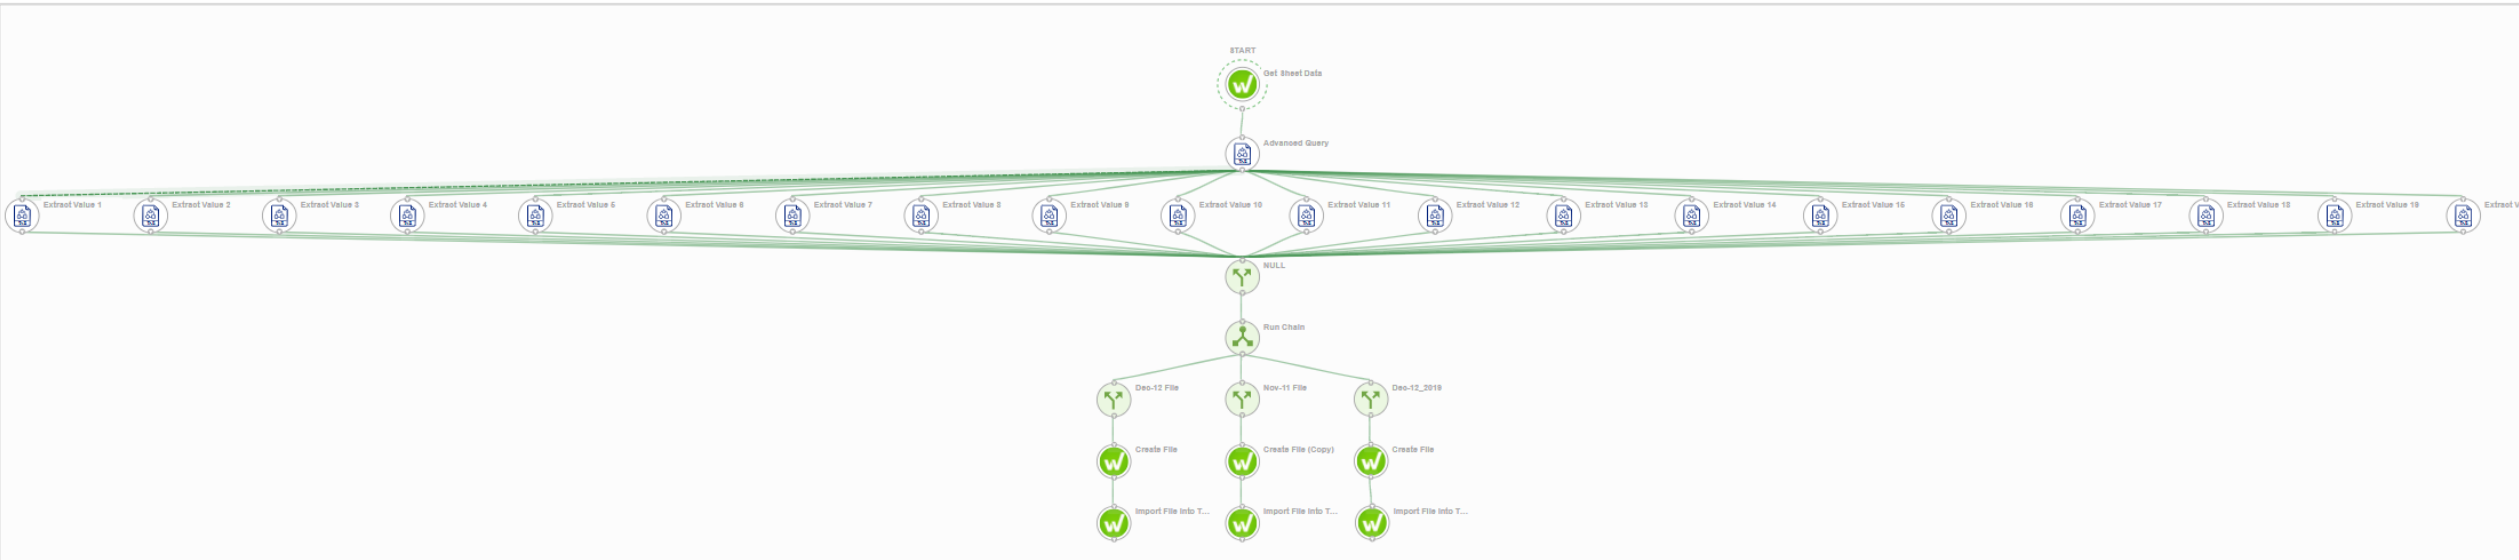 START
Get Sheet Data
Advanced Query
Extract Value 1
Extract Value 2
Extract Value 3
Extract Value 4
Extract Value 5
Extract Value 6
Extract Value 7
Extract Value 8
Extract Value 9
Extract Value 10
Extract Value 11
Extract Value 12
Extract Value 13
Extract Value 14
Extract Value 15
Extract Value 16
Extract Value 17
Extract Value 18
Extract Value 19
Extract V
NULL
Run Chain
Dec-12 File
Nov-11 File
Dec-12_2019
Create File
Create File (Copy)
Create File
Import File Into T...
Import File Into T...
Import File Into T...